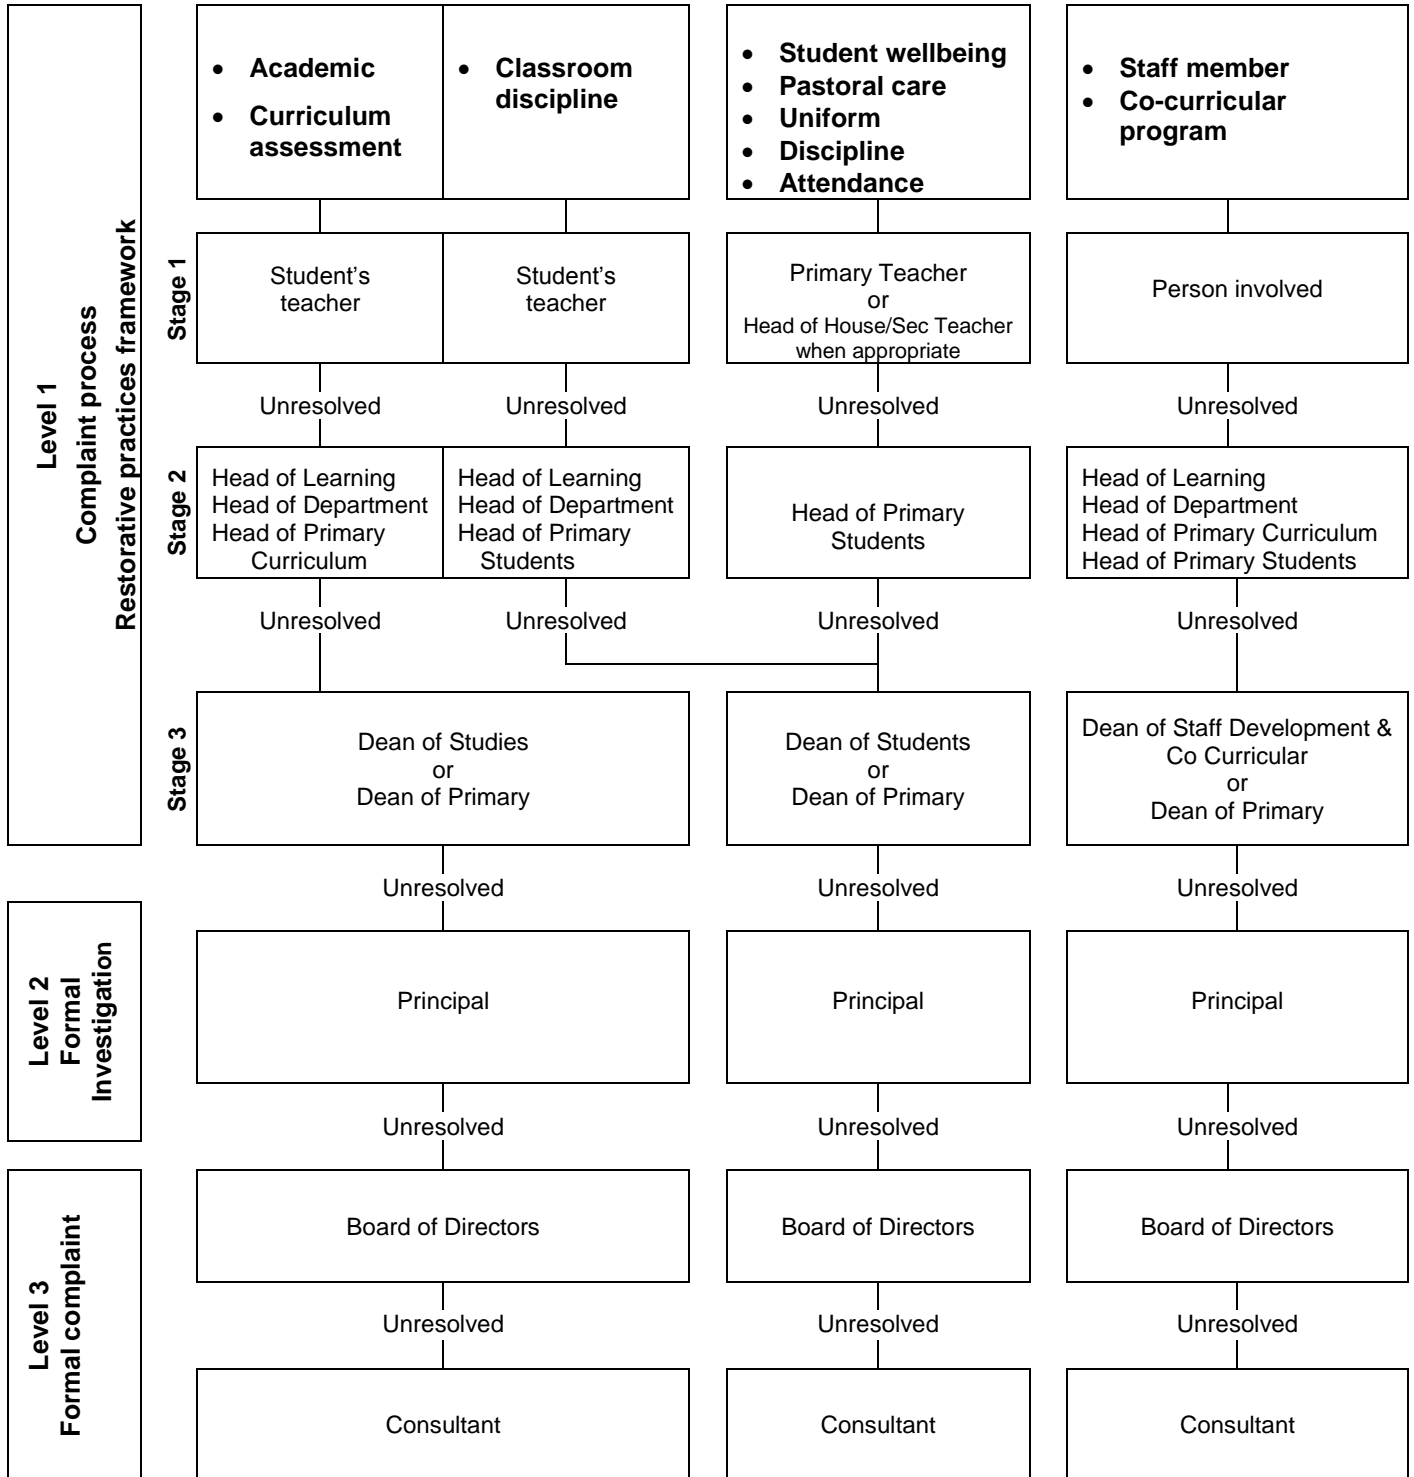 Level 1
Complaint process
Restorative practices framework
• Academic
• Curriculum
assessment
• Classroom
discipline
• Student wellbeing
• Pastoral care
• Uniform
• Discipline
• Attendance
• Staff member
• Co-curricular
program
Stage 1
Student’s
teacher
Student’s
teacher
Primary Teacher
or
Head of House/Sec Teacher
when appropriate
Person involved
Unresolved
Unresolved
Unresolved
Unresolved
Stage 2
Head of Learning
Head of Department
Head of Primary
Curriculum
Head of Learning
Head of Department
Head of Primary
Students
Head of Primary
Students
Head of Learning
Head of Department
Head of Primary Curriculum
Head of Primary Students
Unresolved
Unresolved
Unresolved
Unresolved
Stage 3
Dean of Studies
or
Dean of Primary
Dean of Students
or
Dean of Primary
Dean of Staff Development &
Co Curricular
or
Dean of Primary
Unresolved
Unresolved
Unresolved
Level 2
Formal
Investigation
Principal
Principal
Principal
Unresolved
Unresolved
Unresolved
Level 3
Formal complaint
Board of Directors
Board of Directors
Board of Directors
Unresolved
Unresolved
Unresolved
Consultant
Consultant
Consultant